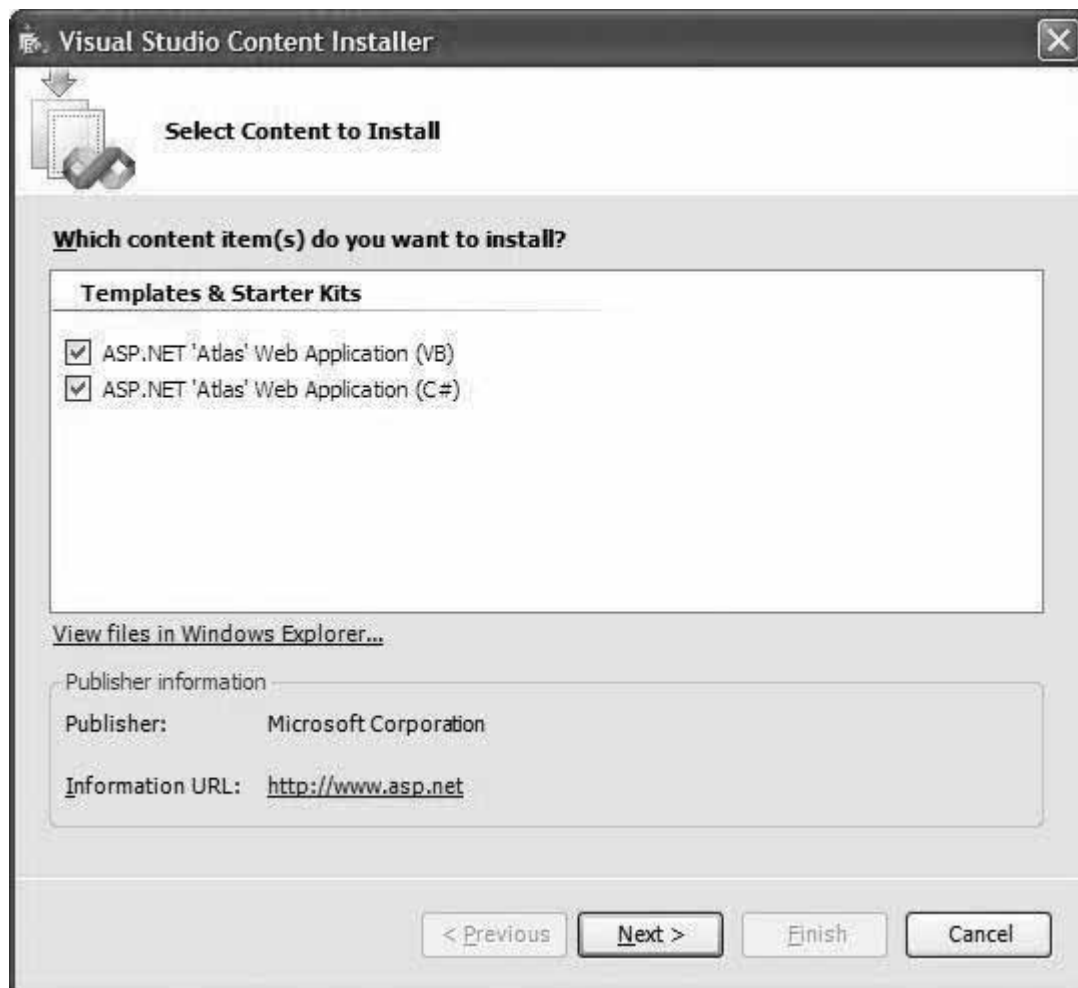 Visual Studio Content Installer
Select Content to Install
Which content item(s) do you want to install?
Templates & Starter Kits
ASP.NET 'Atlas' Web Application (VB)
ASP.NET 'Atlas' Web Application (C#)
View files in Windows Explorer...
Publisher information
Publisher: Microsoft Corporation
Information URL: http://www.asp.net
< Previous Next > Finish Cancel